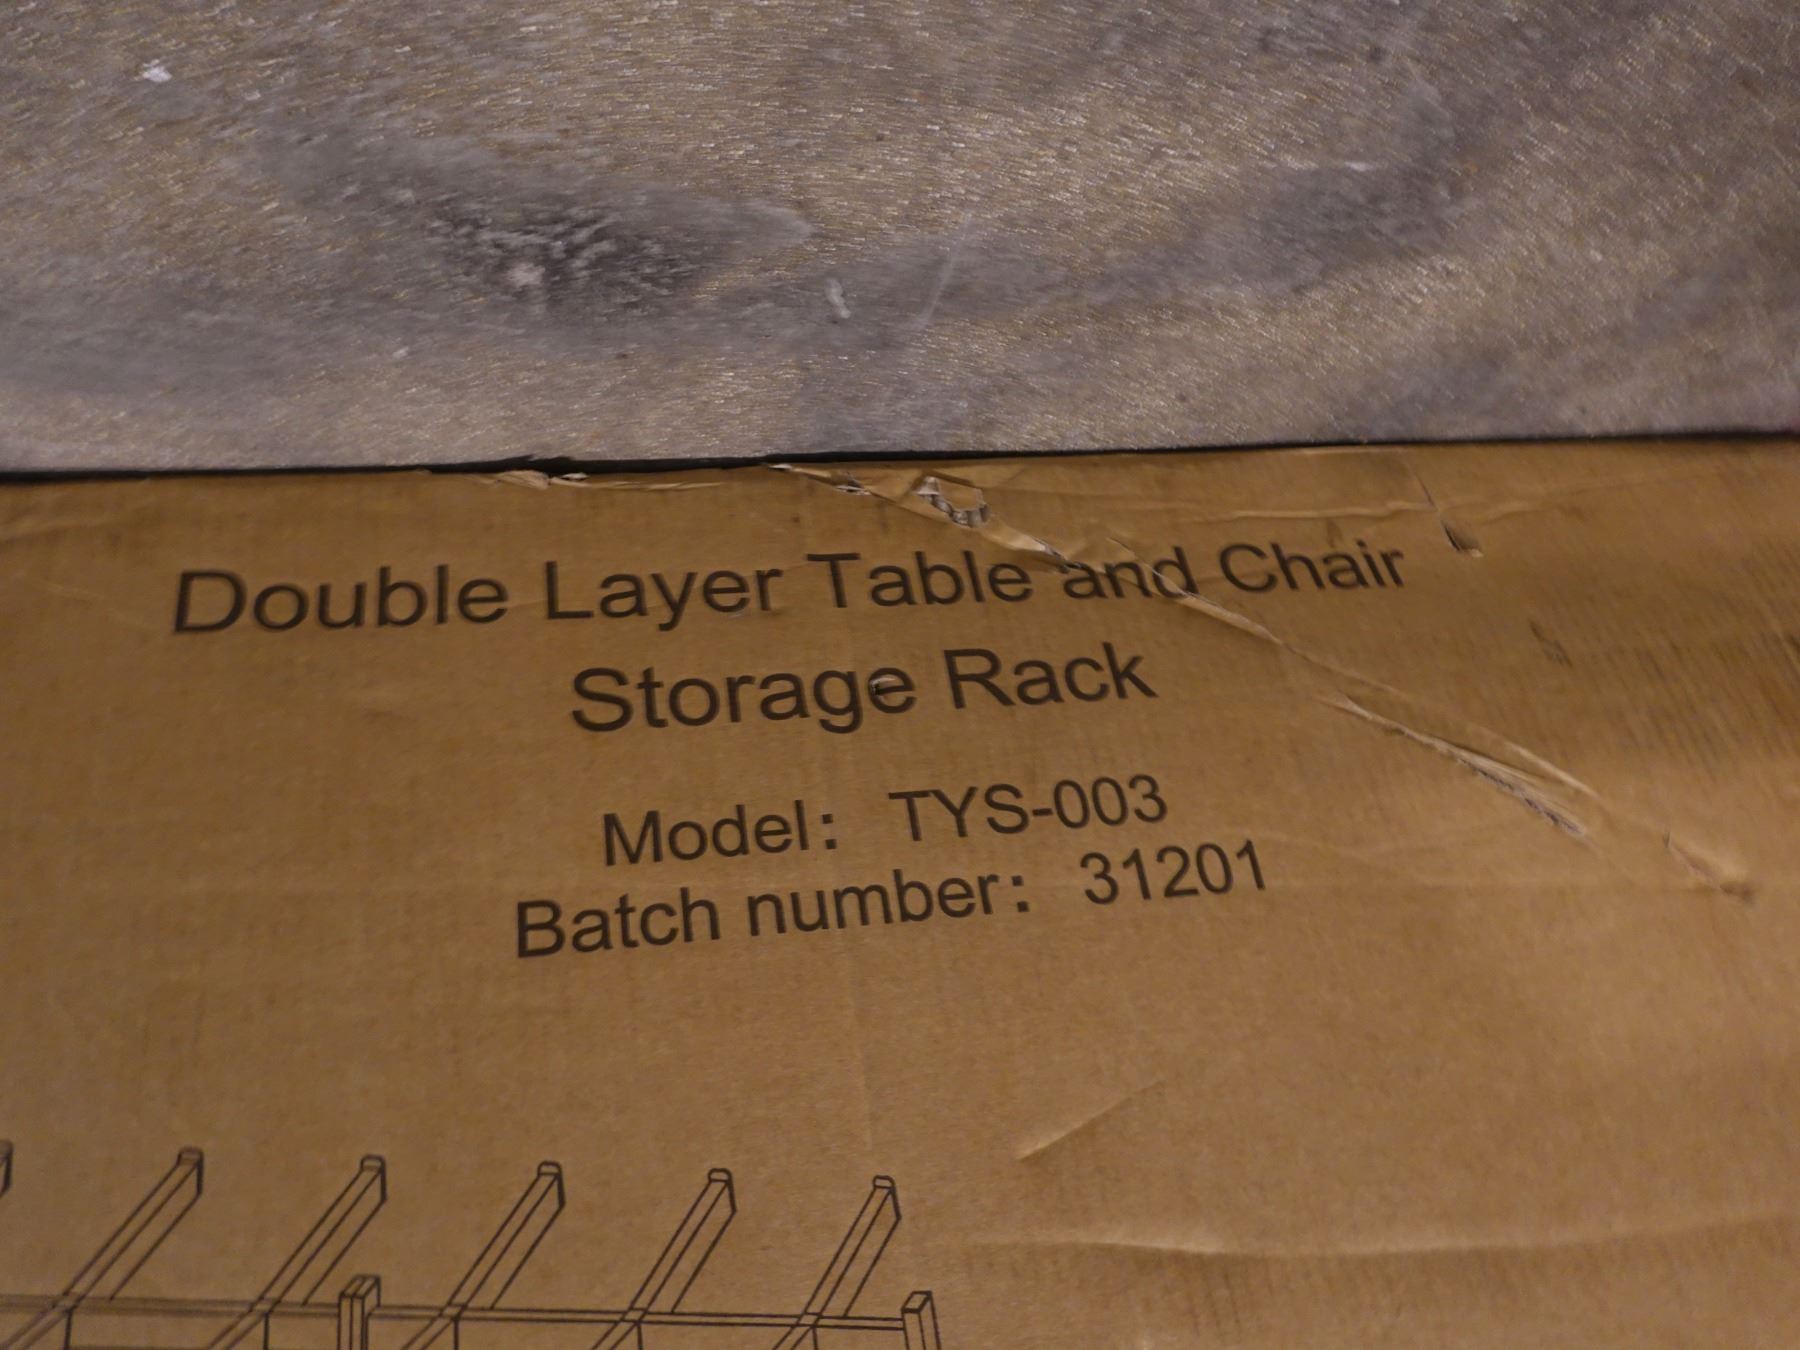 Double Layer Table and Chair
Storage Rack
Model: TYS-003
Batch number: 31201